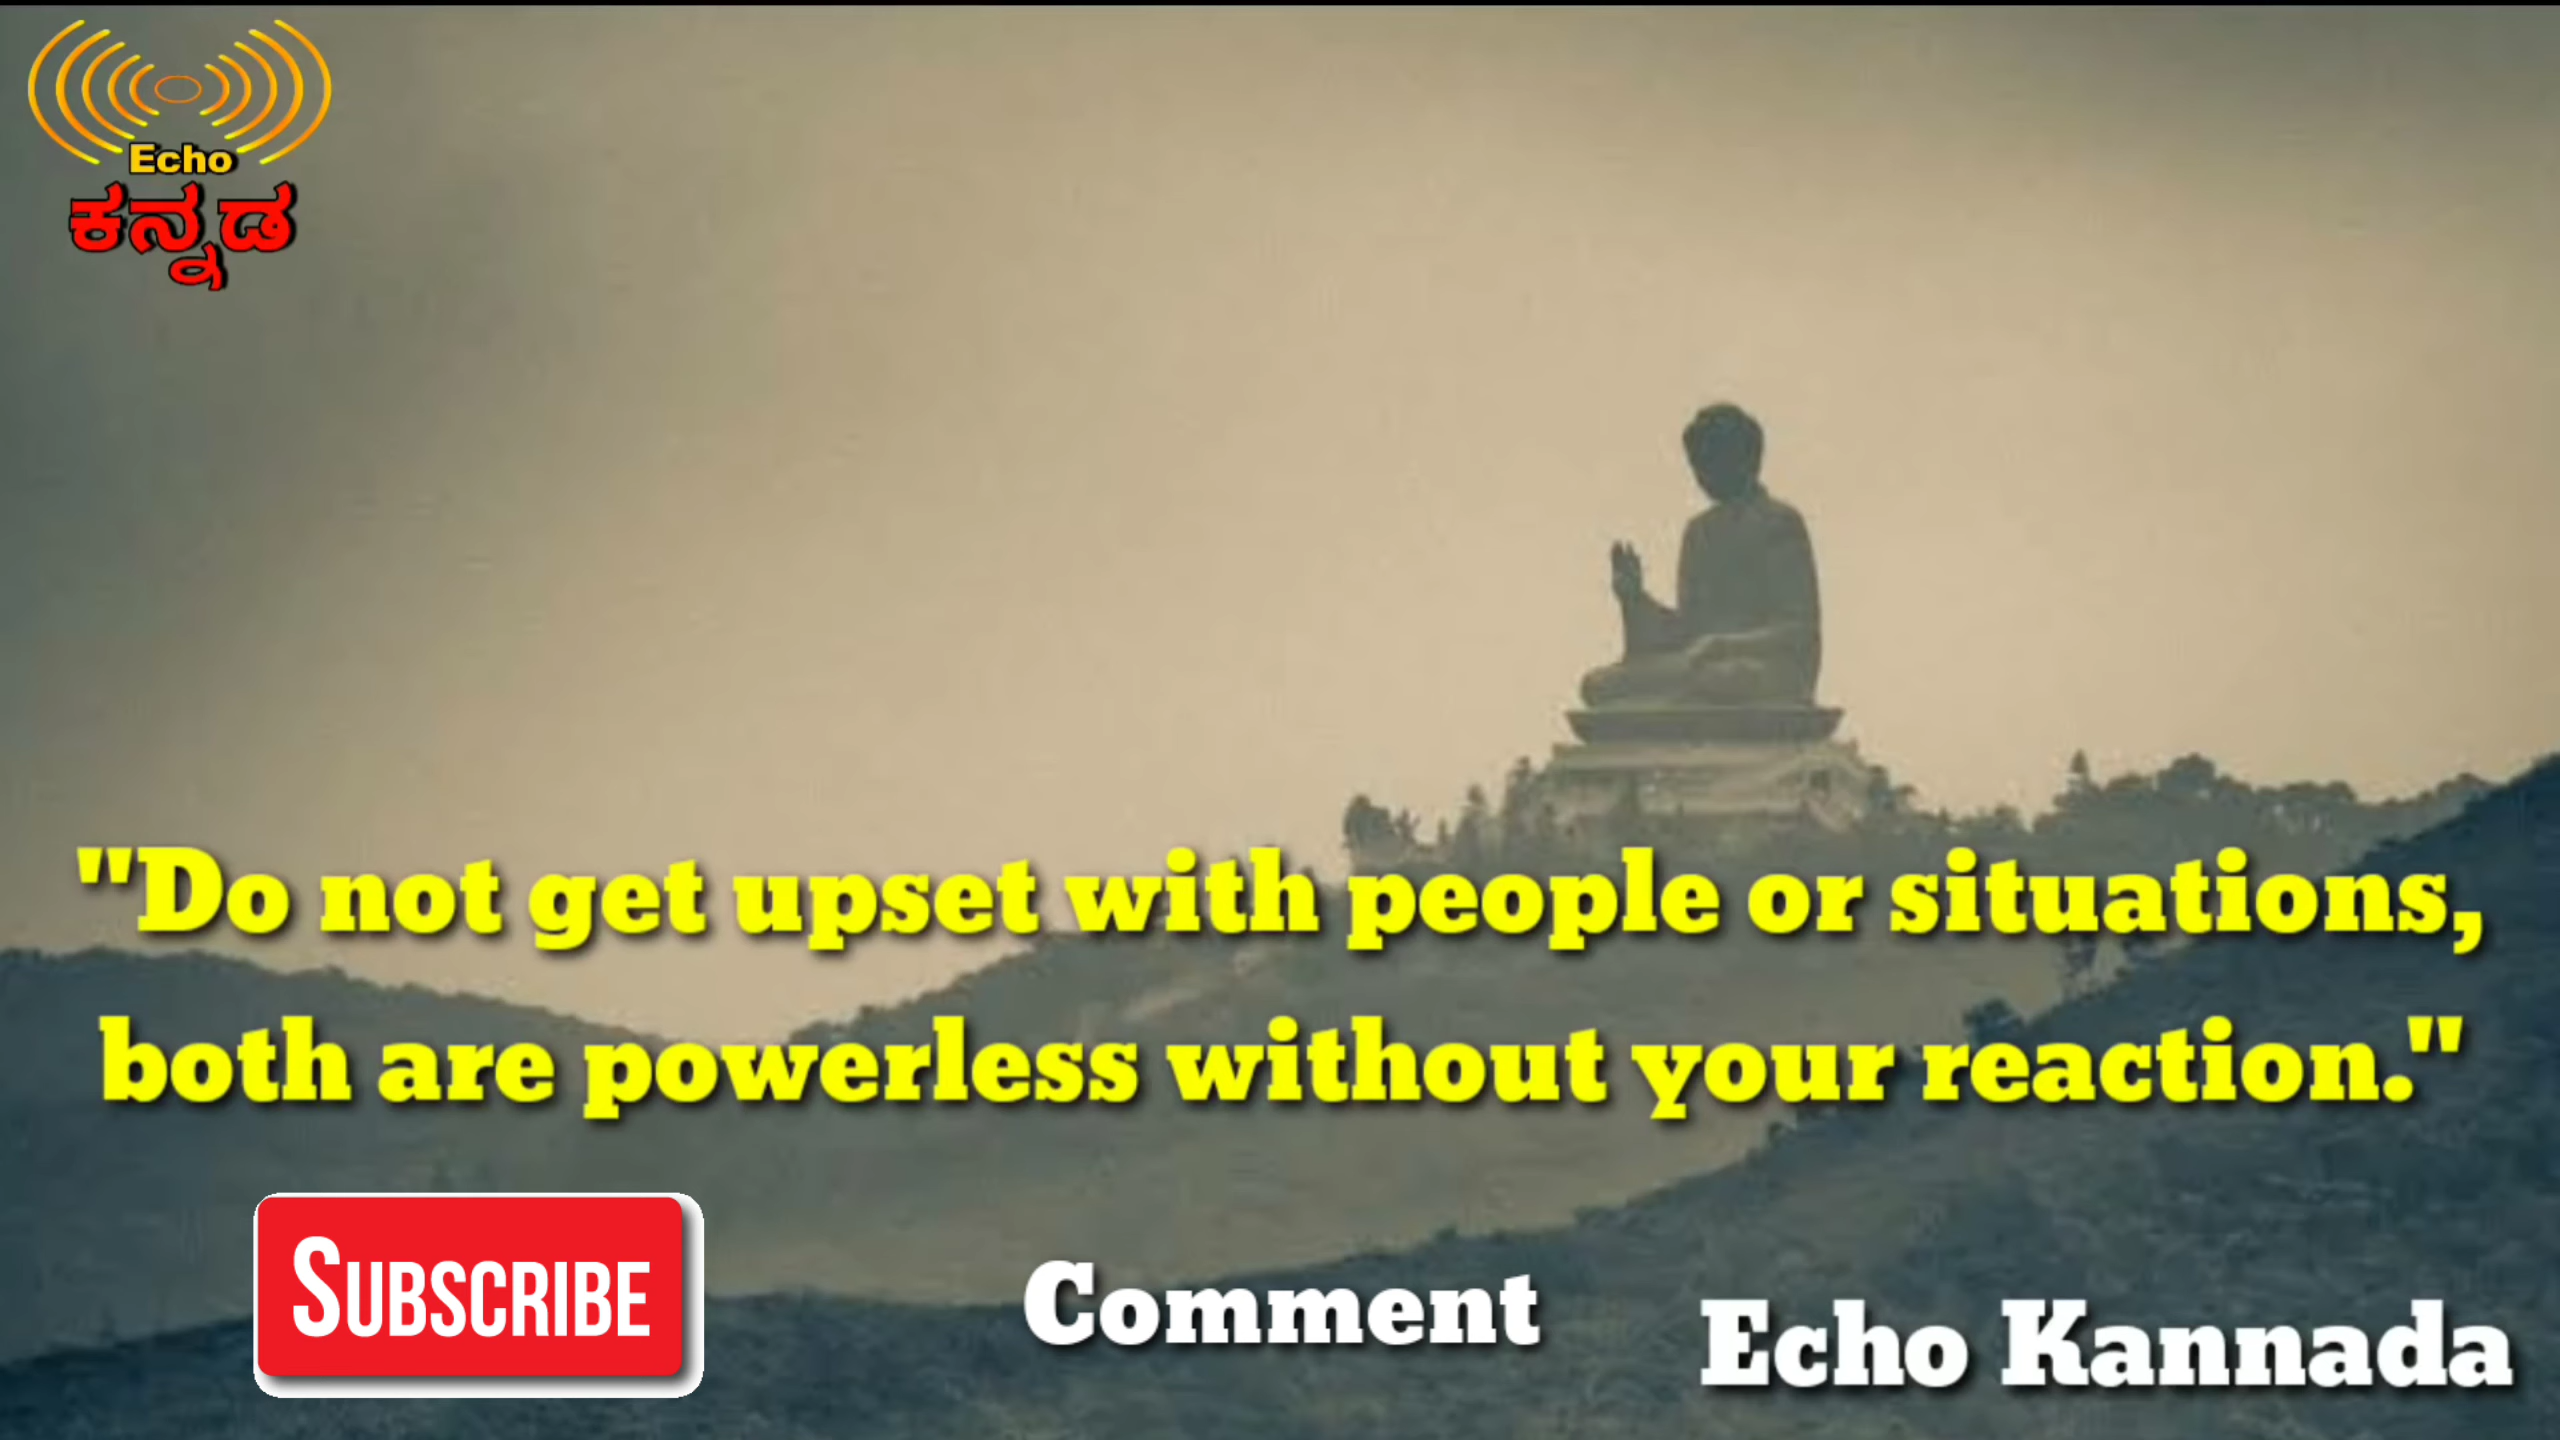 Echo
ಕನ್ನಡ
"Do not get upset with people or situations,
both are powerless without your reaction."
SUBSCRIBE
Comment
Echo Kannada